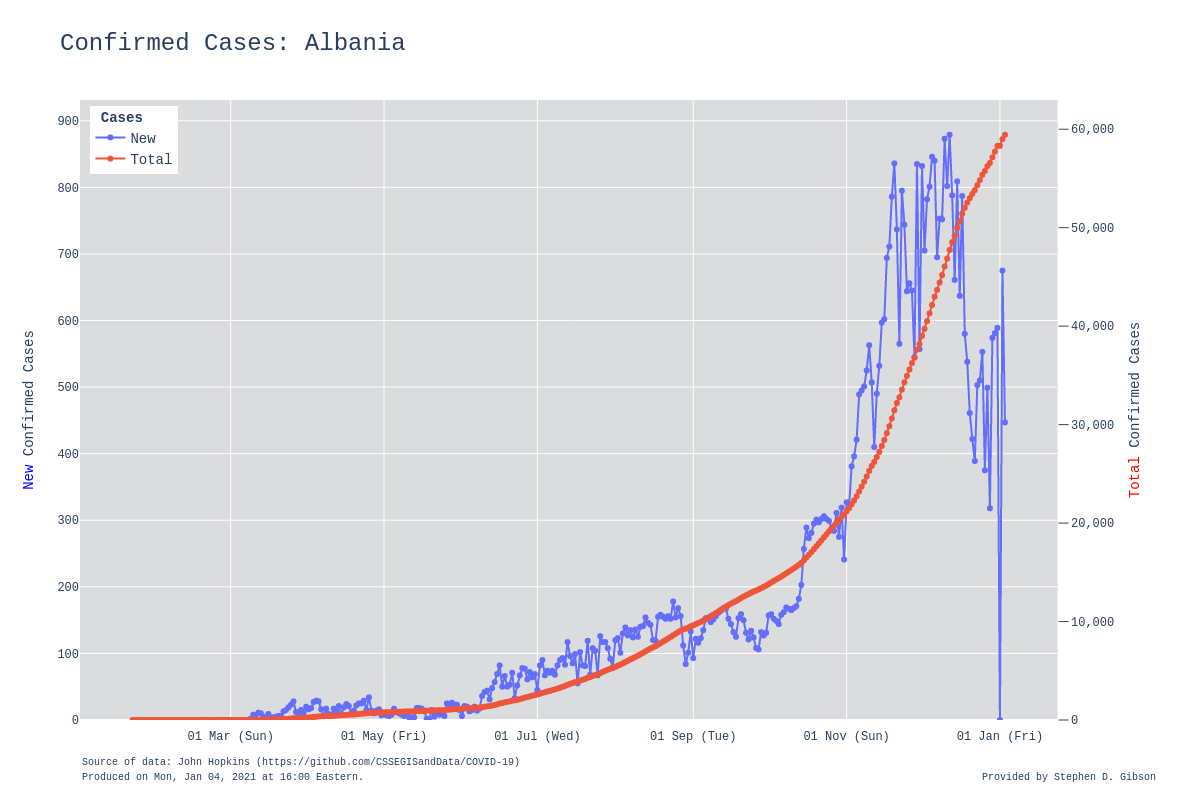 Confirmed Cases: Albania
Cases
New
Total
900
800
700
600
500
400
300
200
100
0
New Confirmed Cases
60,000
50,000
40,000
30,000
20,000
10,000
0
Total Confirmed Cases
01 Mar (Sun)
01 May (Fri)
01 Jul (Wed)
01 Sep (Tue)
01 Nov (Sun)
01 Jan (Fri)
Source of data: John Hopkins (https://github.com/CSSEGISandData/COVID-19)
Produced on Mon, Jan 04, 2021 at 16:00 Eastern.
Provided by Stephen D. Gibson